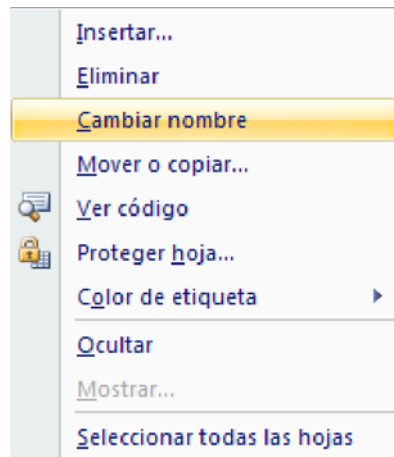 Insertar...
Eliminar
Cambiar nombre
Mover o copiar...
Ver código
Proteger hoja...
Color de etiqueta
Ocultar
Mostrar...
Seleccionar todas las hojas